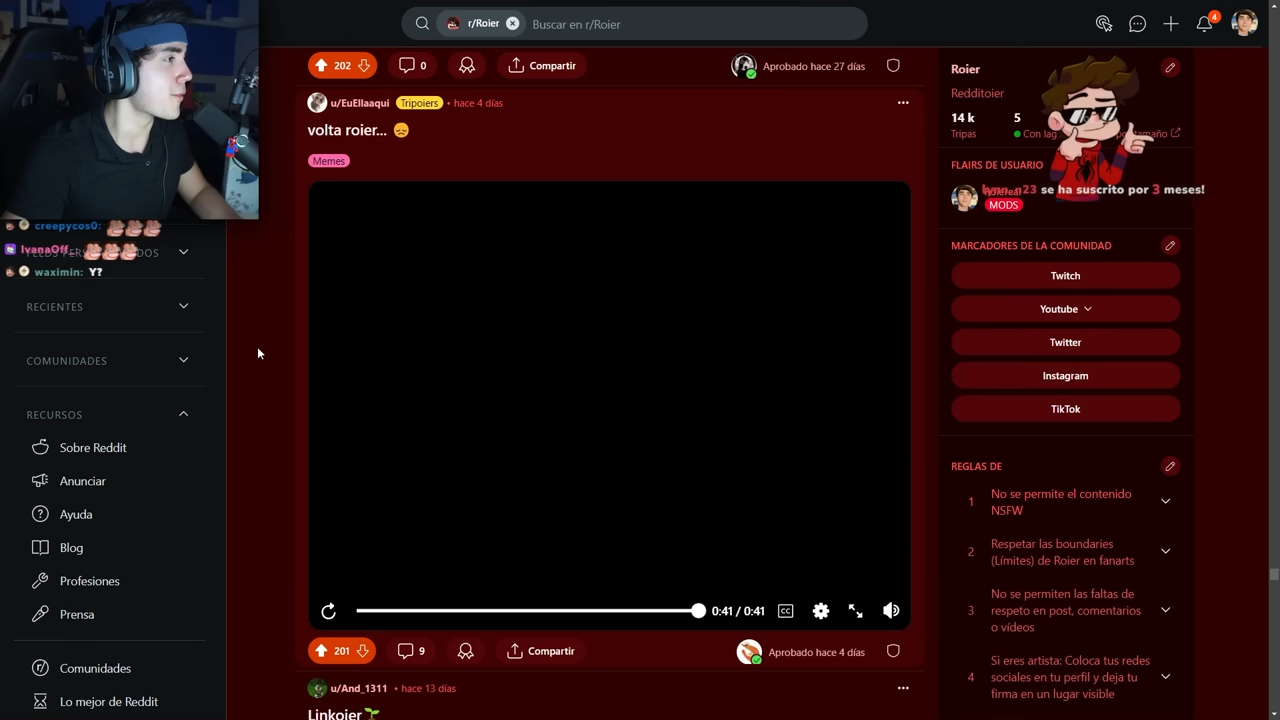 r/Roier
Buscar en r/Roier
4
202
0
Compartir
Aprobado hace 27 días
u/EuEllaaqui
Tripoiers
• hace 4 días
volta roier... 😞
Memes
creepycos0:
IvanaOff_:
waximin: Y?
RECIENTES
COMUNIDADES
RECURSOS
Sobre Reddit
Anunciar
Ayuda
Blog
Profesiones
Prensa
Comunidades
Lo mejor de Reddit
0:41 / 0:41
CC
201
9
Compartir
Aprobado hace 4 días
u/And_1311
• hace 13 días
Linkoier🌱
Roier
Redditoier
14 k
5
Tripas
FLAIRS DE USUARIO
se ha suscrito por 3 meses!
MODS
MARCADORES DE LA COMUNIDAD
Twitch
Youtube
Twitter
Instagram
TikTok
REGLAS DE
1
No se permite el contenido
NSFW
2
Respetar las boundaries
(Límites) de Roier en fanarts
3
No se permiten las faltas de
respeto en post, comentarios
o vídeos
4
Si eres artista: Coloca tus redes
sociales en tu perfil y deja tu
firma en un lugar visible